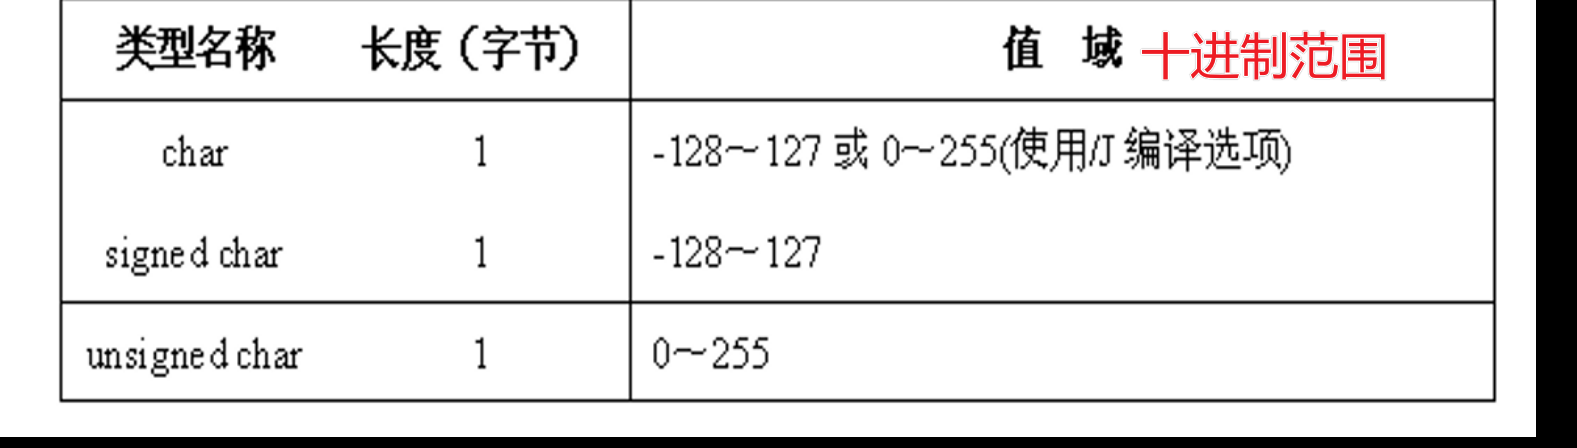 类型名称 长度（字节） 值 域 十进制范围
char 1 -128～127 或 0～255(使用/J 编译选项)
signed char 1 -128～127
unsigned char 1 0～255